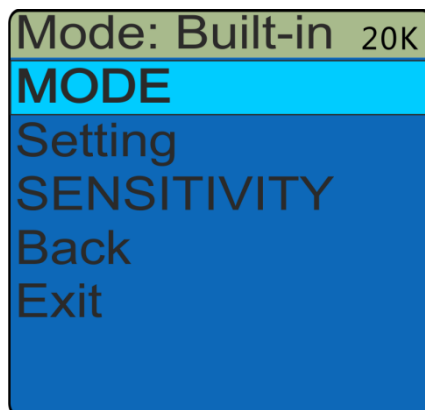 Mode: Built-in 20K
MODE
Setting
SENSITIVITY
Back
Exit